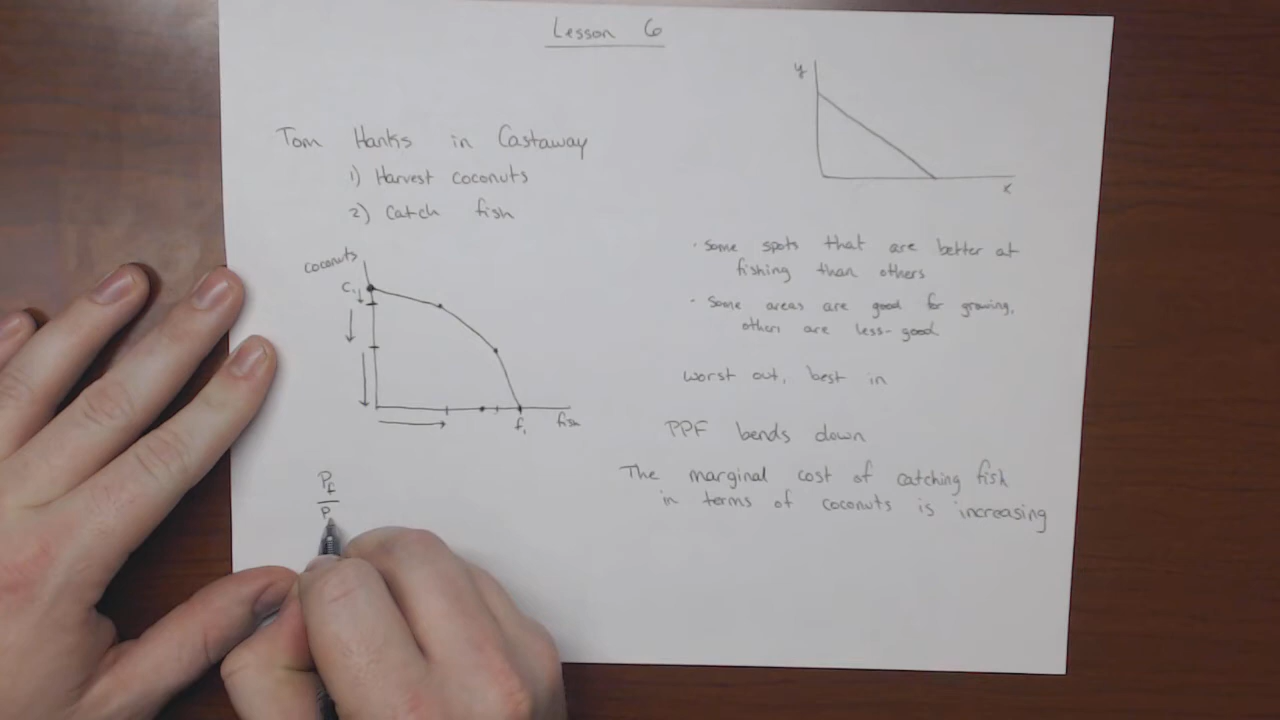 Lesson 6
y
x
Tom Hanks in Castaway
1) Harvest coconuts
2) Catch fish
coconuts
C₁
f₁
fish
· Some spots that are better at
fishing than others
· Some areas are good for growing,
others are less-good
worst out, best in
PPF bends down
The marginal cost of catching fish
in terms of coconuts is increasing
Pf
P